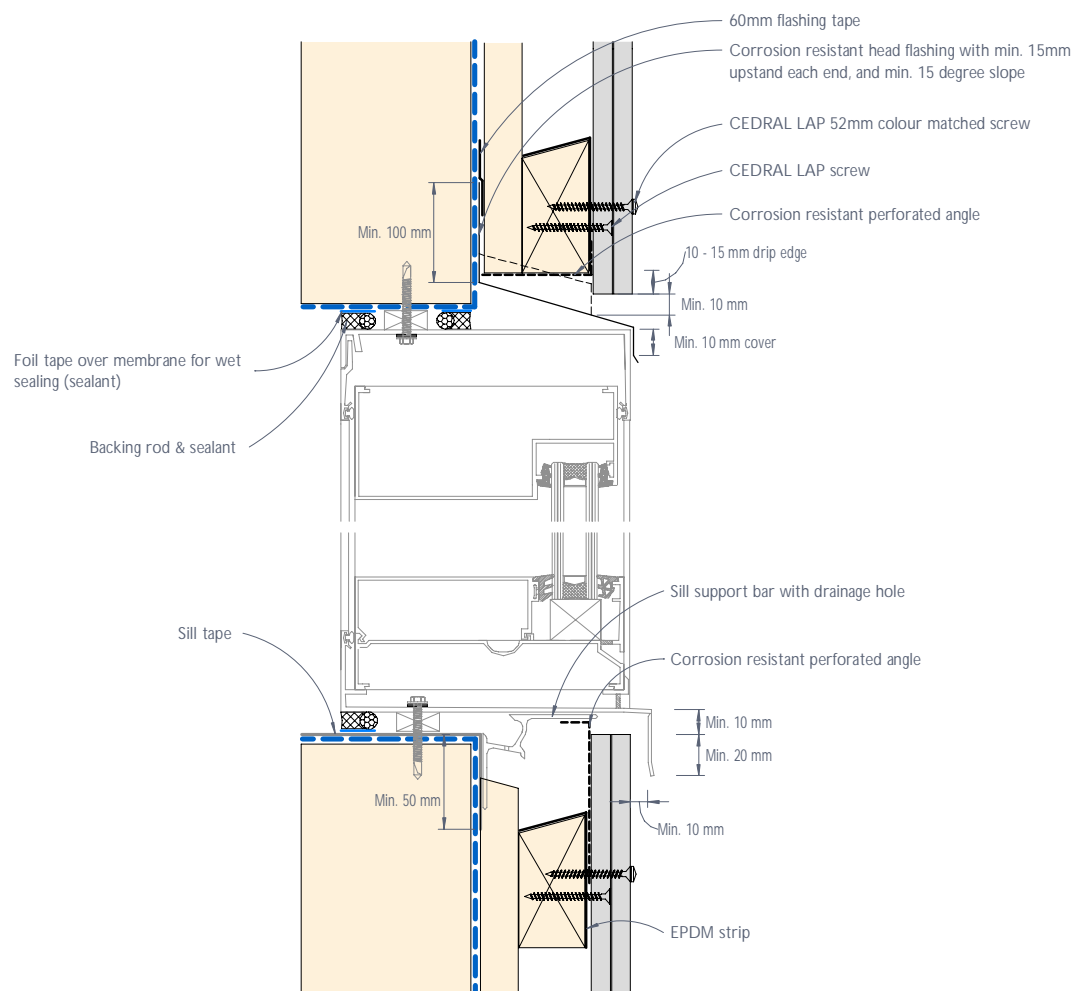 60mm flashing tape
Corrosion resistant head flashing with min. 15mm
upstand each end, and min. 15 degree slope
CEDRAL LAP 52mm colour matched screw
CEDRAL LAP screw
Corrosion resistant perforated angle
Min. 100 mm
10 - 15 mm drip edge
Min. 10 mm
Min. 10 mm cover
Foil tape over membrane for wet
sealing (sealant)
Backing rod & sealant
Sill support bar with drainage hole
Sill tape
Corrosion resistant perforated angle
Min. 10 mm
Min. 20 mm
Min. 50 mm
Min. 10 mm
EPDM strip